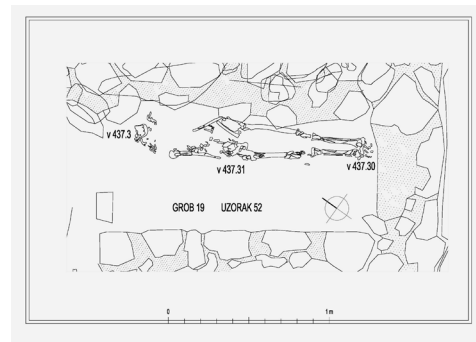 v 437.3
v 437.31
v 437.30
GROB 19 UZORAK 52
0 1 m